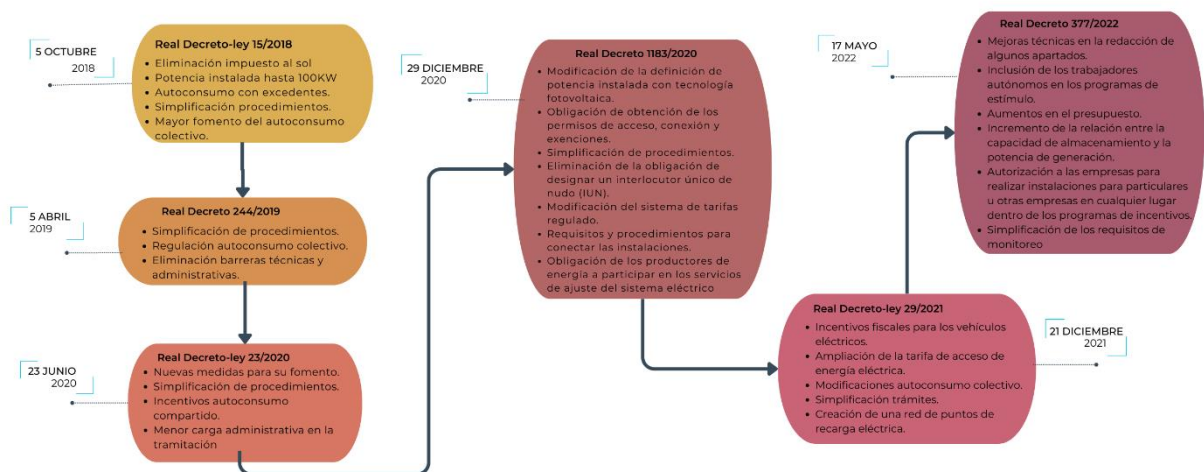 5 OCTUBRE
2018
Real Decreto-ley 15/2018
• Eliminación impuesto al sol
• Potencia instalada hasta 100KW
• Autoconsumo con excedentes.
• Simplificación procedimientos.
• Mayor fomento del autoconsumo
colectivo.
5 ABRIL
2019
Real Decreto 244/2019
• Simplificación de procedimientos.
• Regulación autoconsumo colectivo.
• Eliminación barreras técnicas y
administrativas.
23 JUNIO
2020
Real Decreto-ley 23/2020
• Nuevas medidas para su fomento.
• Simplificación de procedimientos.
• Incentivos autoconsumo
compartido.
• Menor carga administrativa en la
tramitación
29 DICIEMBRE
2020
Real Decreto 1183/2020
• Modificación de la definición de
potencia instalada con tecnología
fotovoltaica.
• Obligación de obtención de los
permisos de acceso, conexión y
exenciones.
• Simplificación de procedimientos.
• Eliminación de la obligación de
designar un interlocutor único de
nudo (IUN).
• Modificación del sistema de tarifas
regulado.
• Requisitos y procedimientos para
conectar las instalaciones.
• Obligación de los productores de
energía a participar en los servicios
de ajuste del sistema eléctrico
Real Decreto-ley 29/2021
• Incentivos fiscales para los vehículos
eléctricos.
• Ampliación de la tarifa de acceso de
energía eléctrica.
• Modificaciones autoconsumo colectivo.
• Simplificación trámites.
• Creación de una red de puntos de
recarga eléctrica.
21 DICIEMBRE
2021
17 MAYO
2022
Real Decreto 377/2022
• Mejoras técnicas en la redacción de
algunos apartados.
• Inclusión de los trabajadores
autónomos en los programas de
estímulo.
• Aumentos en el presupuesto.
• Incremento de la relación entre la
capacidad de almacenamiento y la
potencia de generación.
• Autorización a las empresas para
realizar instalaciones para particulares
u otras empresas en cualquier lugar
dentro de los programas de incentivos.
• Simplificación de los requisitos de
monitoreo